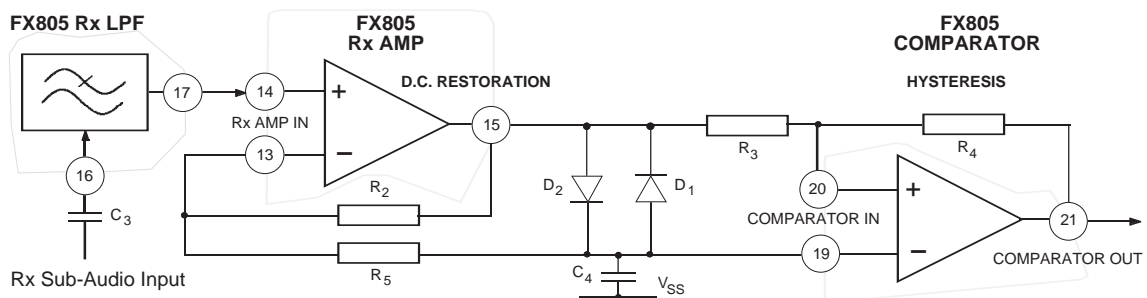 FX805 Rx LPF
FX805
Rx AMP
FX805
COMPARATOR
D.C. RESTORATION
HYSTERESIS
17
14
+
15
Rx AMP IN
13
−
16
C3
R2
R5
D2
D1
R3
R4
20
+
COMPARATOR IN
19
−
21
COMPARATOR OUT
C4
VSS
Rx Sub-Audio Input